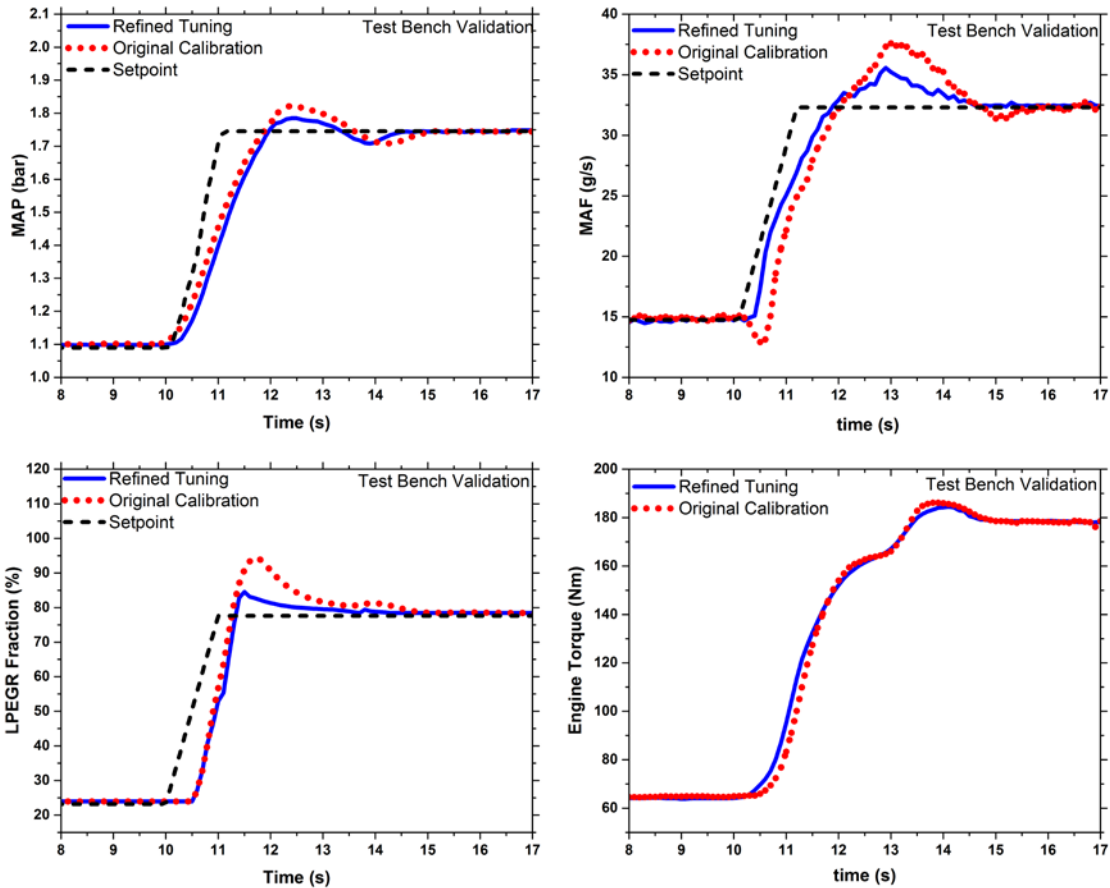 Refined Tuning Test Bench Validation
Original Calibration
Setpoint
MAP (bar)
2.1
2.0
1.9
1.8
1.7
1.6
1.5
1.4
1.3
1.2
1.1
1.0
8 9 10 11 12 13 14 15 16 17
Time (s)
Refined Tuning Test Bench Validation
Original Calibration
Setpoint
MAF (g/s)
40
35
30
25
20
15
10
8 9 10 11 12 13 14 15 16 17
time (s)
Refined Tuning Test Bench Validation
Original Calibration
Setpoint
LPEGR Fraction (%)
120
110
100
90
80
70
60
50
40
30
20
8 9 10 11 12 13 14 15 16 17
Time (s)
Refined Tuning Test Bench Validation
Original Calibration
Engine Torque (Nm)
200
180
160
140
120
100
80
60
8 9 10 11 12 13 14 15 16 17
time (s)